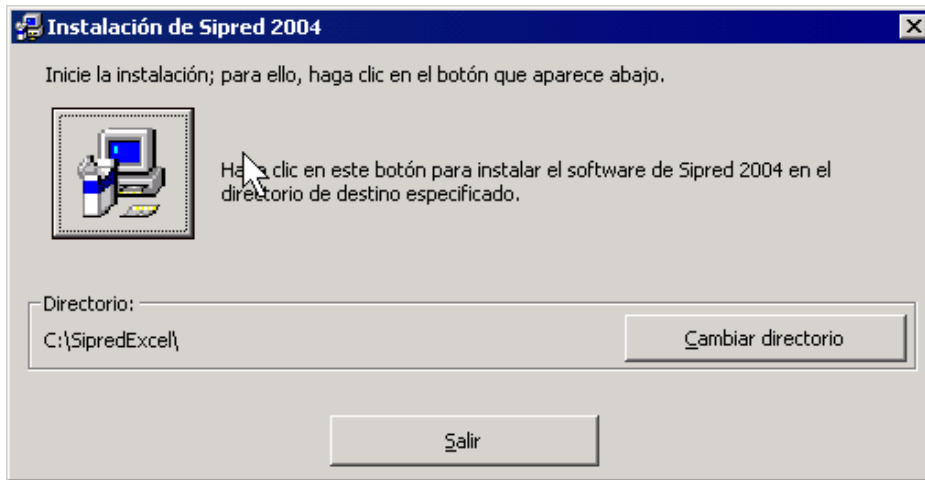 Instalación de Sipred 2004
Inicie la instalación; para ello, haga clic en el botón que aparece abajo.
Haga clic en este botón para instalar el software de Sipred 2004 en el
directorio de destino especificado.
Directorio:
C:\SipredExcel\
Cambiar directorio
Salir